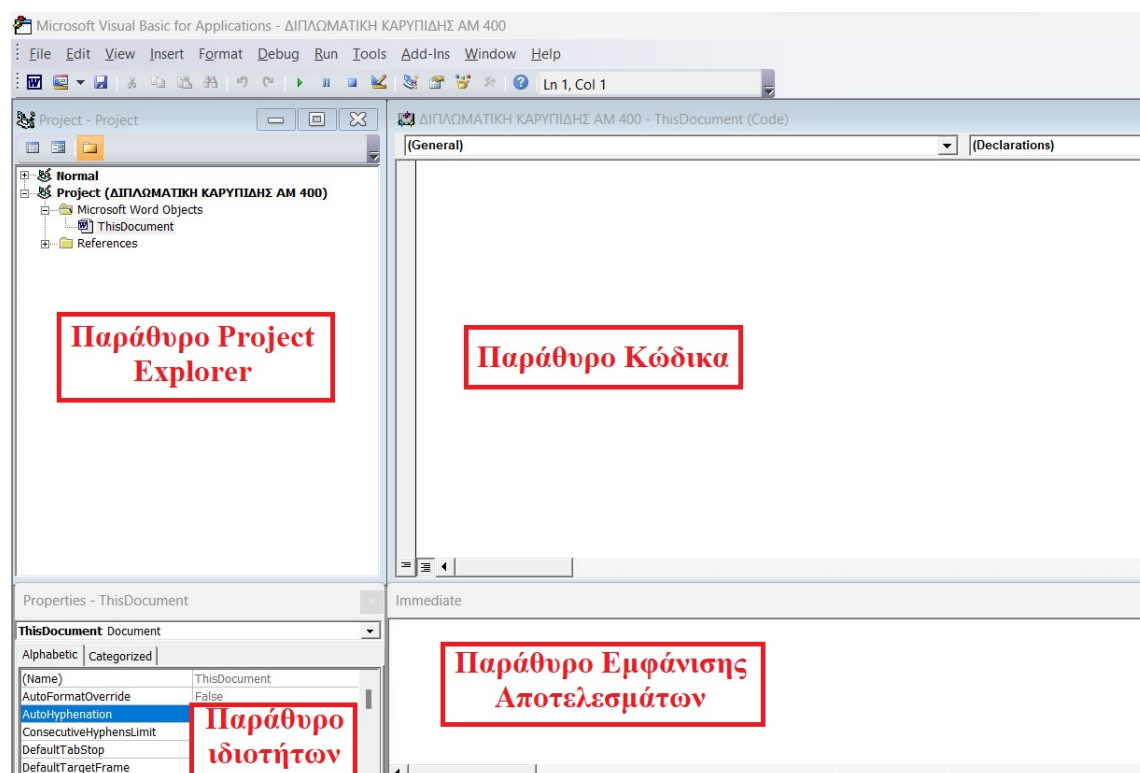 Microsoft Visual Basic for Applications - ΔΙΠΛΩΜΑΤΙΚΗ ΚΑΡΥΠΙΔΗΣ ΑΜ 400
File Edit View Insert Format Debug Run Tools Add-Ins Window Help
Ln 1, Col 1
Project - Project
Normal
Project (ΔΙΠΛΩΜΑΤΙΚΗ ΚΑΡΥΠΙΔΗΣ ΑΜ 400)
Microsoft Word Objects
ThisDocument
References
Παράθυρο Project
Explorer
ΔΙΠΛΩΜΑΤΙΚΗ ΚΑΡΥΠΙΔΗΣ ΑΜ 400 - ThisDocument (Code)
(General) (Declarations)
Παράθυρο Κώδικα
Properties - ThisDocument
ThisDocument Document
Alphabetic Categorized
(Name) ThisDocument
AutoFormatOverride False
AutoHyphenation
ConsecutiveHyphensLimit
DefaultTabStop
DefaultTargetFrame
Παράθυρο
ιδιοτήτων
Immediate
Παράθυρο Εμφάνισης
Αποτελεσμάτων